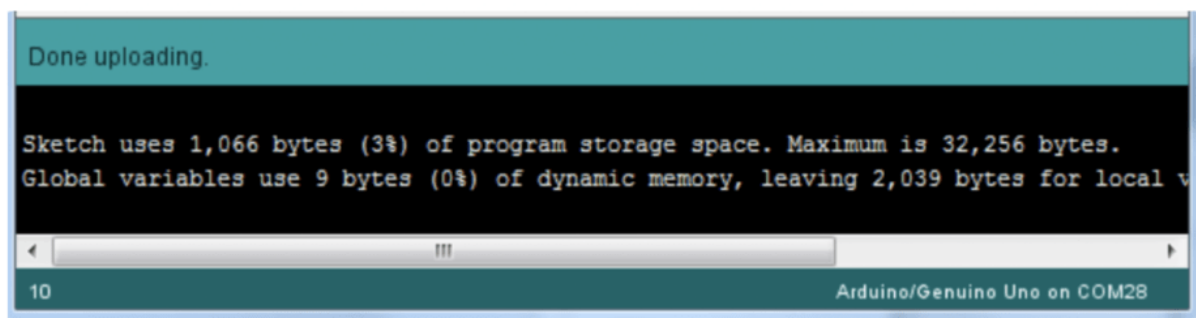 Done uploading.
Sketch uses 1,066 bytes (3%) of program storage space. Maximum is 32,256 bytes.
Global variables use 9 bytes (0%) of dynamic memory, leaving 2,039 bytes for local v
10
Arduino/Genuino Uno on COM28